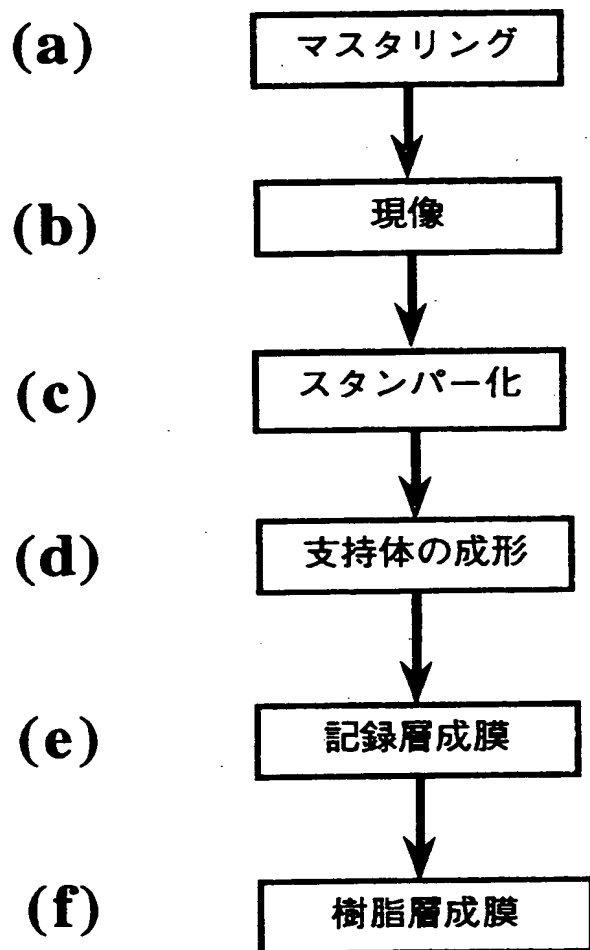 (a) マスタリング
(b) 現像
(c) スタンパー化
(d) 支持体の成形
(e) 記録層成膜
(f) 樹脂層成膜